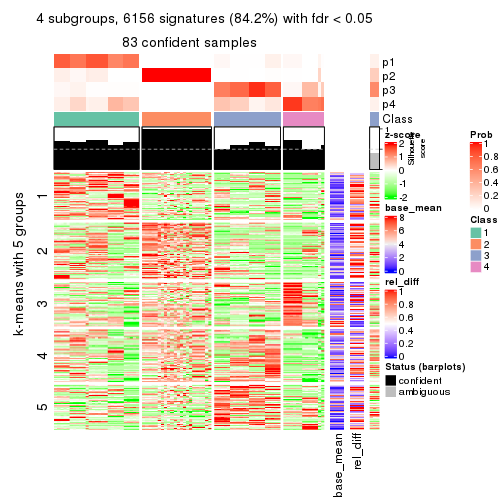 4 subgroups, 6156 signatures (84.2%) with fdr < 0.05
83 confident samples
p1
p2
p3
p4
Class
1
Silhouette
score
k-means with 5 groups
1
2
3
4
5
base_mean
rel_diff
z-score
2
1
0
-1
-2
base_mean
8
6
4
2
0
rel_diff
1
0.8
0.6
0.4
0.2
0
Status (barplots)
confident
ambiguous
Prob
1
0.8
0.6
0.4
0.2
0
Class
1
2
3
4